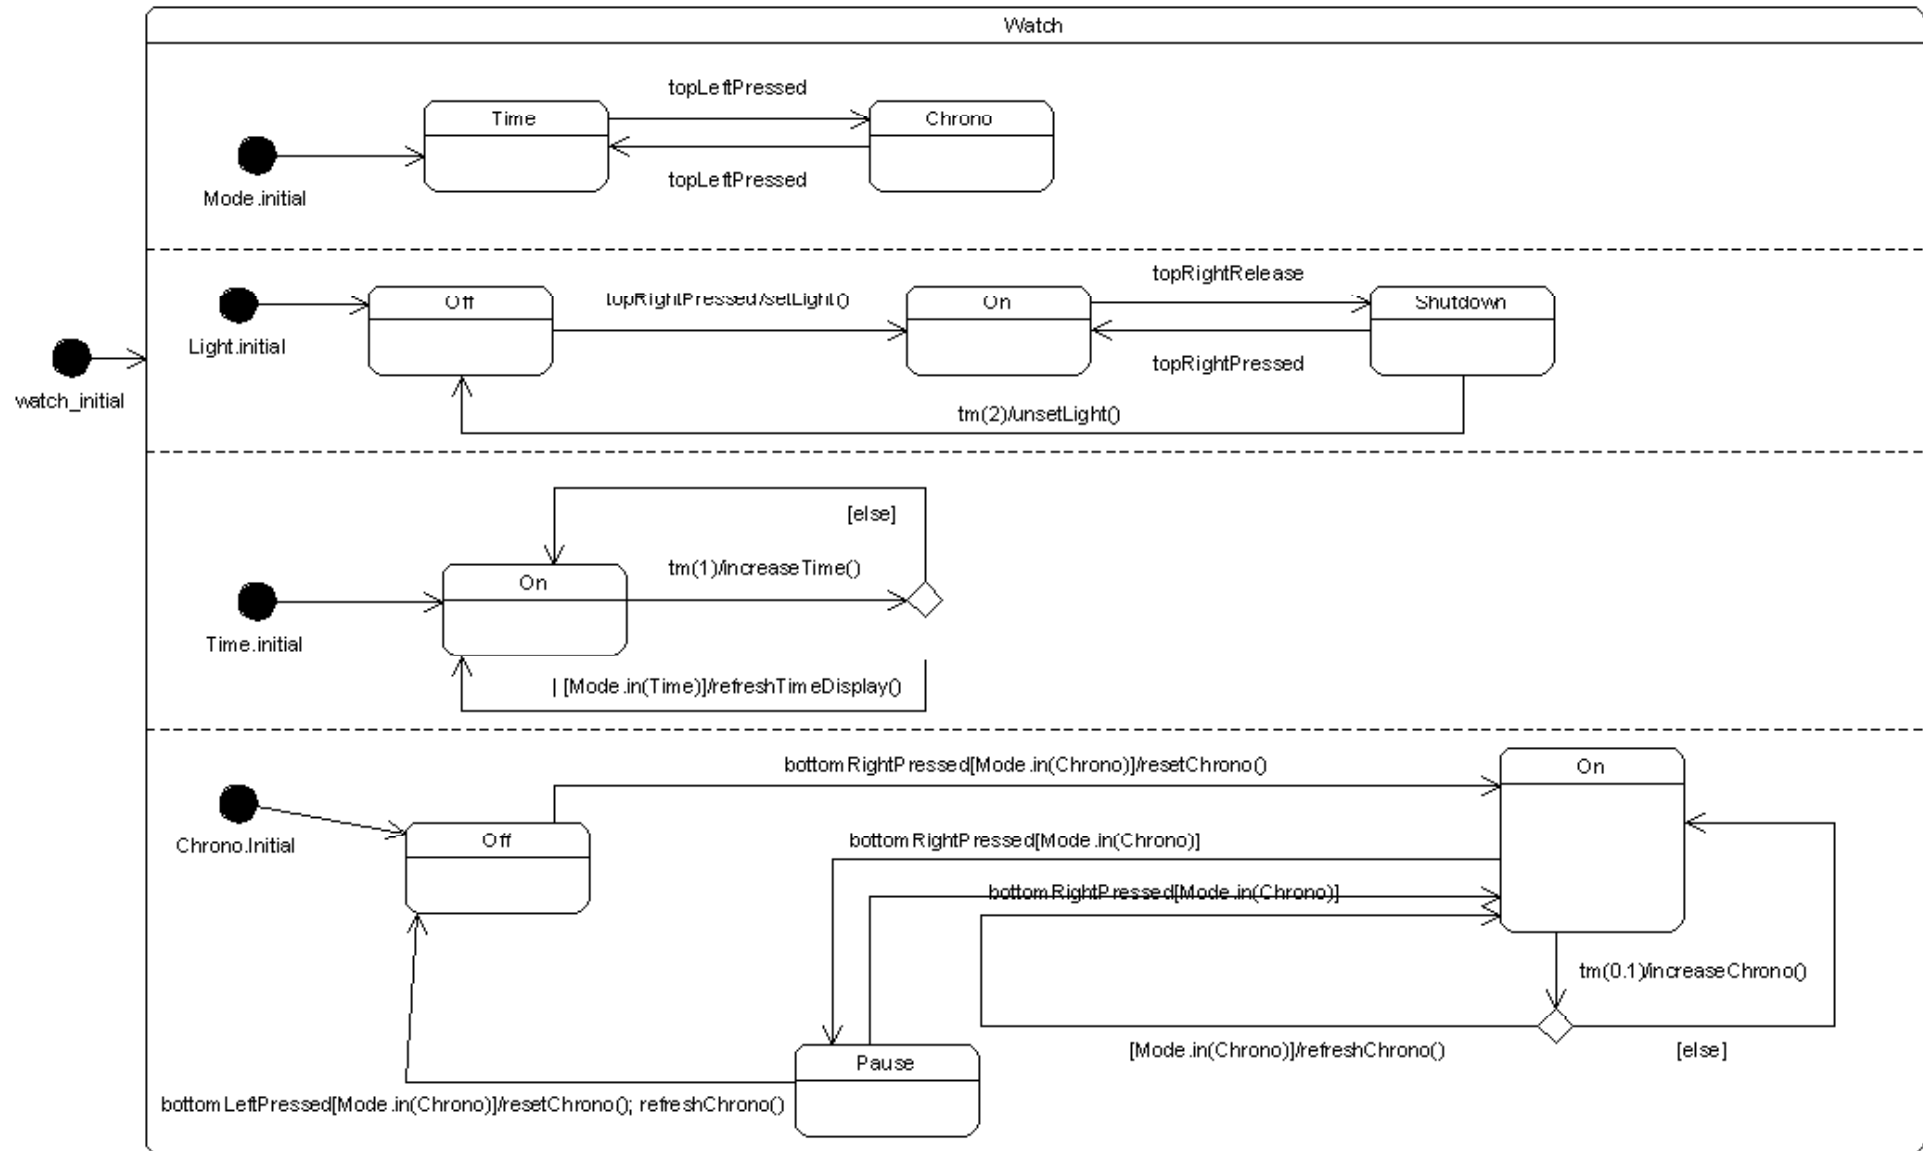 Watch
topLeftPressed
Time
Chrono
topLeftPressed
Mode.initial
topRightRelease
Off
topRightPressed/setLight()
On
Shutdown
Light.initial
topRightPressed
watch_initial
tm(2)/unsetLight()
[else]
On
tm(1)/increaseTime()
Time.initial
| [Mode.in(Time)]/refreshTimeDisplay()
bottomRightPressed[Mode.in(Chrono)]/resetChrono()
On
Chrono.Initial
Off
bottomRightPressed[Mode.in(Chrono)]
bottomRightPressed[Mode.in(Chrono)]
tm(0.1)/increaseChrono()
[Mode.in(Chrono)]/refreshChrono()
[else]
Pause
bottomLeftPressed[Mode.in(Chrono)]/resetChrono(); refreshChrono()